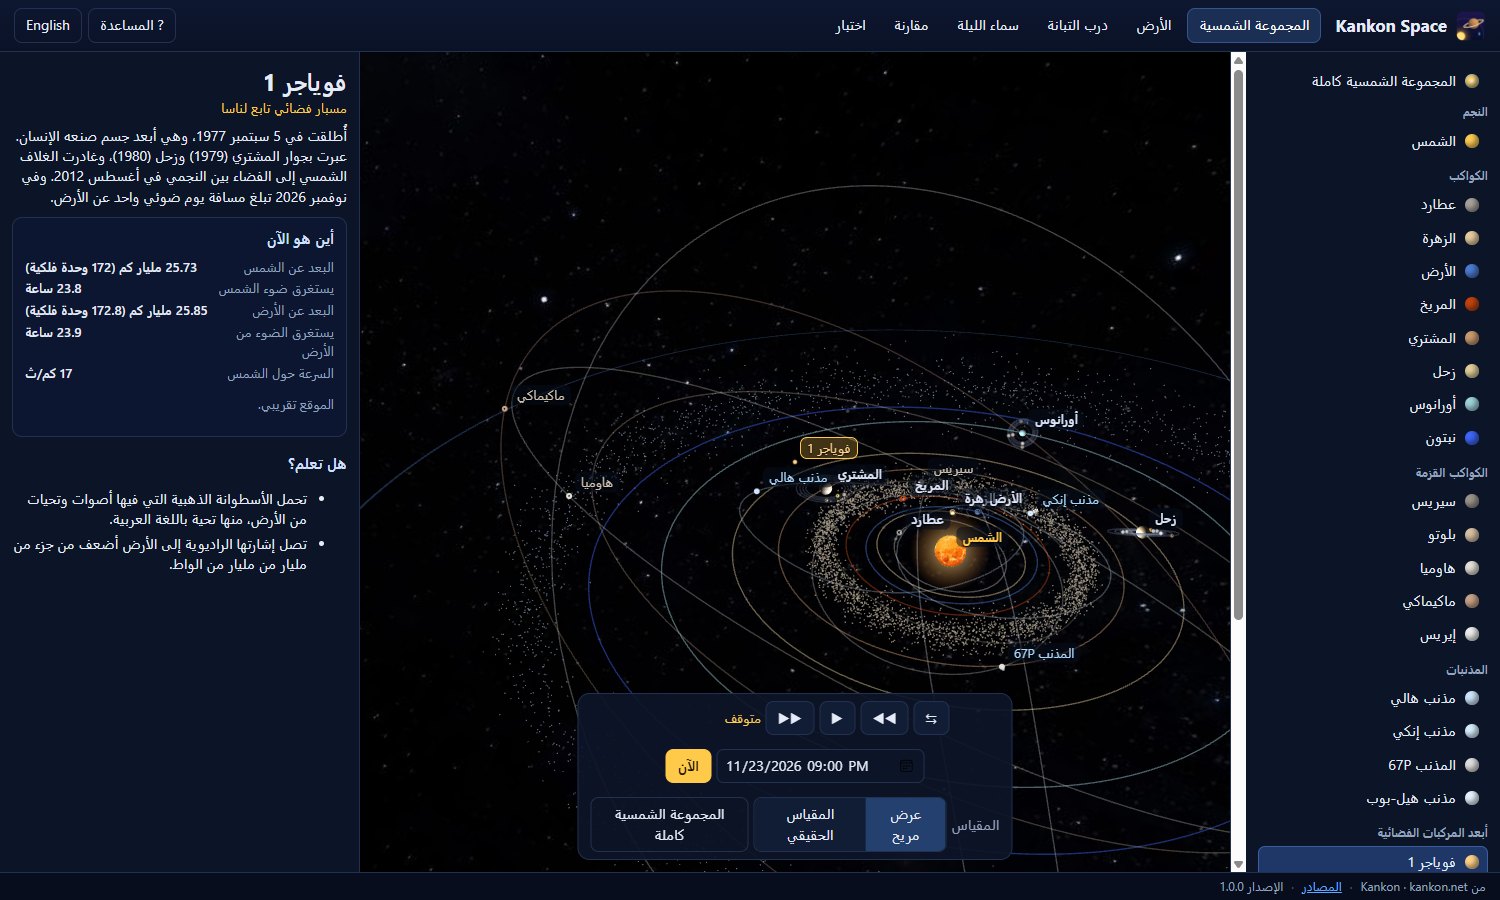 Kankon Space
المجموعة الشمسية
الأرض
درب التبانة
سماء الليلة
مقارنة
اختبار
? المساعدة
English
المجموعة الشمسية كاملة
النجم
الشمس
الكواكب
عطارد
الزهرة
الأرض
المريخ
المشتري
زحل
أورانوس
نبتون
الكواكب القزمة
سيريس
بلوتو
هاوميا
ماكيماكي
إيريس
المذنبات
مذنب هالي
مذنب إنكي
المذنب 67P
مذنب هيل-بوب
أبعد المركبات الفضائية
فوياجر 1
ماكيماكي
أورانوس
فوياجر 1
سيريس
المشتري
مذنب هالي
هاوميا
المريخ
مذنب إنكي
الأرض
زحل
عطارد
الشمس
المذنب 67P
متوقف
11/23/2026 09:00 PM
الآن
المقياس
عرض مريح
المقياس الحقيقي
المجموعة الشمسية كاملة
فوياجر 1
مسبار فضائي تابع لناسا
أُطلقت في 5 سبتمبر 1977، وهي أبعد جسم صنعه الإنسان.
عبرت بجوار المشتري (1979) وزحل (1980)، وغادرت الغلاف
الشمسي إلى الفضاء بين النجمي في أغسطس 2012. وفي
نوفمبر 2026 تبلغ مسافة يوم ضوئي واحد عن الأرض.
أين هو الآن
البعد عن الشمس 25.73 مليار كم (172 وحدة فلكية)
يستغرق ضوء الشمس 23.8 ساعة
البعد عن الأرض 25.85 مليار كم (172.8 وحدة فلكية)
يستغرق الضوء من الأرض 23.9 ساعة
السرعة حول الشمس 17 كم/ث
الموقع تقريبي.
هل تعلم؟
تحمل الأسطوانة الذهبية التي فيها أصوات وتحيات
من الأرض، منها تحية باللغة العربية.
تصل إشارتها الراديوية إلى الأرض أضعف من جزء من
مليار من مليار من الواط.
من Kankon · kankon.net · المصادر · الإصدار 1.0.0